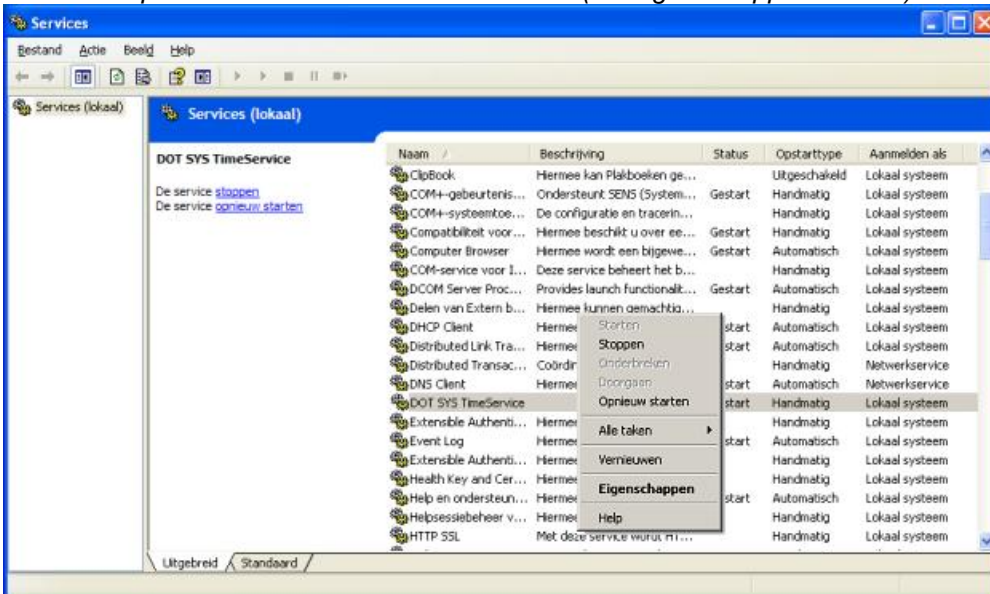 Services
Bestand Actie Beeld Help
Services (lokaal)
Services (lokaal)
DOT SYS TimeService
De service stoppen
De service opnieuw starten
Naam Beschrijving Status Opstarttype Aanmelden als
ClipBook Hiermee kan Plakboeken ge... Uitgeschakeld Lokaal systeem
COM+-gebeurtenis... Ondersteunt SENS (System... Gestart Handmatig Lokaal systeem
COM+-systeemtoe... De configuratie en tracerin... Handmatig Lokaal systeem
Compatibiliteit voor... Hiermee beschikt u over ee... Gestart Handmatig Lokaal systeem
Computer Browser Hiermee wordt een bijgewe... Gestart Automatisch Lokaal systeem
COM-service voor I... Deze service beheert het b... Handmatig Lokaal systeem
DCOM Server Proc... Provides launch functionalit... Gestart Automatisch Lokaal systeem
Delen van Extern b... Hiermee kunnen gemachtig... Handmatig Lokaal systeem
DHCP Client Hiermee start Automatisch Lokaal systeem
Distributed Link Tra... Hiermee start Automatisch Lokaal systeem
Distributed Transac... Coördin Handmatig Netwerkservice
DNS Client Hiermee start Automatisch Netwerkservice
DOT SYS TimeService start Handmatig Lokaal systeem
Extensible Authenti... Hiermee Handmatig Lokaal systeem
Event Log Hiermee start Automatisch Lokaal systeem
Extensible Authenti... Hiermee Handmatig Lokaal systeem
Health Key and Cer... Hiermee Handmatig Lokaal systeem
Help en ondersteun... Hiermee start Automatisch Lokaal systeem
Helpsessiebeheer v... Hiermee Handmatig Lokaal systeem
HTTP SSL Met deze service wordt HT... Handmatig Lokaal systeem
Starten
Stoppen
Onderbreken
Doorgaan
Opnieuw starten
Alle taken
Vernieuwen
Eigenschappen
Help
Uitgebreid Standaard